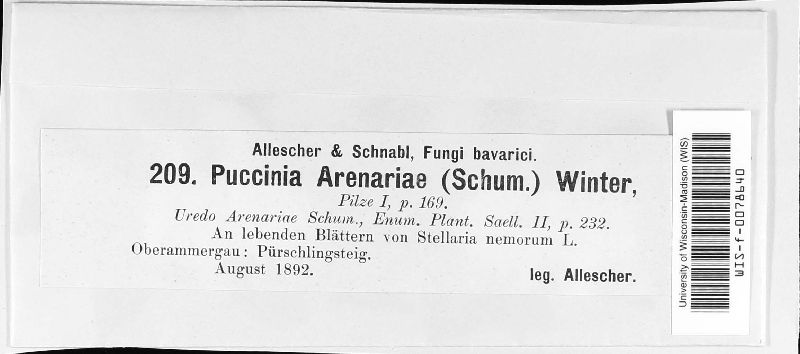 Allescher & Schnabl, Fungi bavarici.
209. Puccinia Arenariae (Schum.) Winter,
Pilze I, p. 169.
Uredo Arenariae Schum., Enum. Plant. Saell. II, p. 232.
An lebenden Blättern von Stellaria nemorum L.
Oberammergau: Pürschlingsteig.
August 1892.
leg. Allescher.
University of Wisconsin-Madison (WIS)
WIS-f-0078640